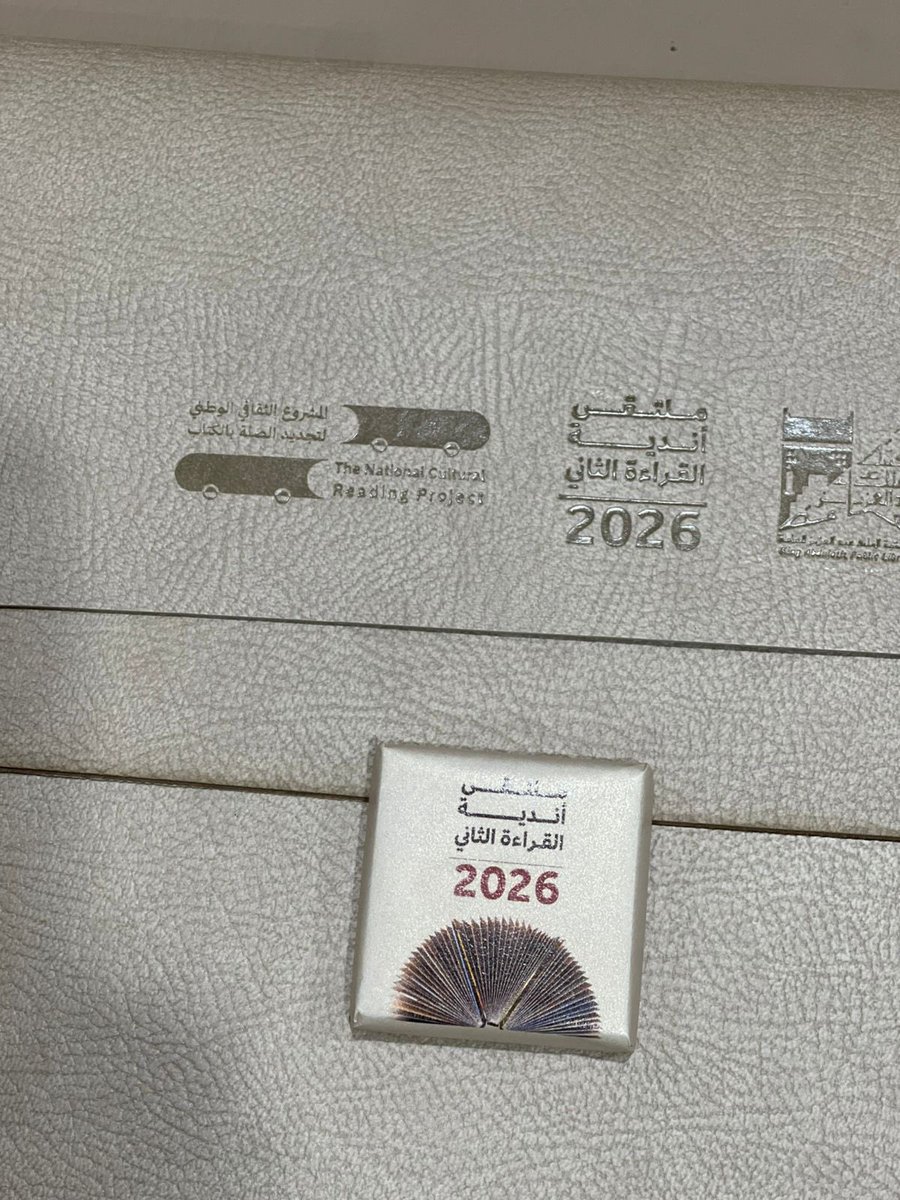 المشروع الثقافي الوطني
لتجديد الصلة بالكتاب
The National Cultural
Reading Project
ملتقى
أندية
القراءة الثاني
2026
ملتقى
أندية
القراءة الثاني
2026